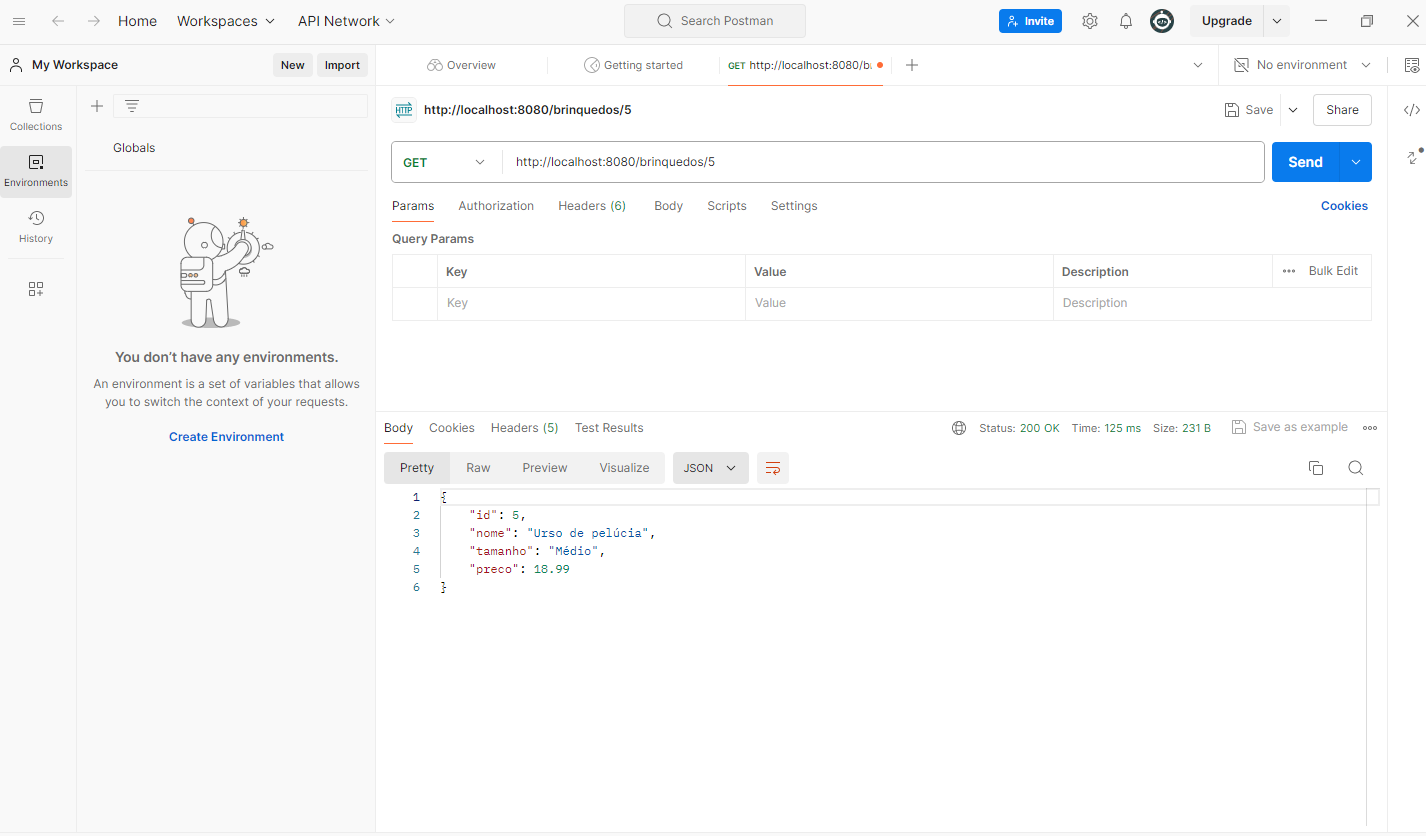 Home Workspaces API Network Search Postman Invite Upgrade
My Workspace New Import Overview Getting started GET http://localhost:8080/b No environment
Collections
Environments
History
Globals
You don't have any environments.
An environment is a set of variables that allows
you to switch the context of your requests.
Create Environment
HTTP http://localhost:8080/brinquedos/5 Save Share
GET http://localhost:8080/brinquedos/5 Send
Params Authorization Headers (6) Body Scripts Settings Cookies
Query Params
Key Value Description Bulk Edit
Key Value Description
Body Cookies Headers (5) Test Results Status: 200 OK Time: 125 ms Size: 231 B Save as example
Pretty Raw Preview Visualize JSON
1 {
2 "id": 5,
3 "nome": "Urso de pelúcia",
4 "tamanho": "Médio",
5 "preco": 18.99
6 }